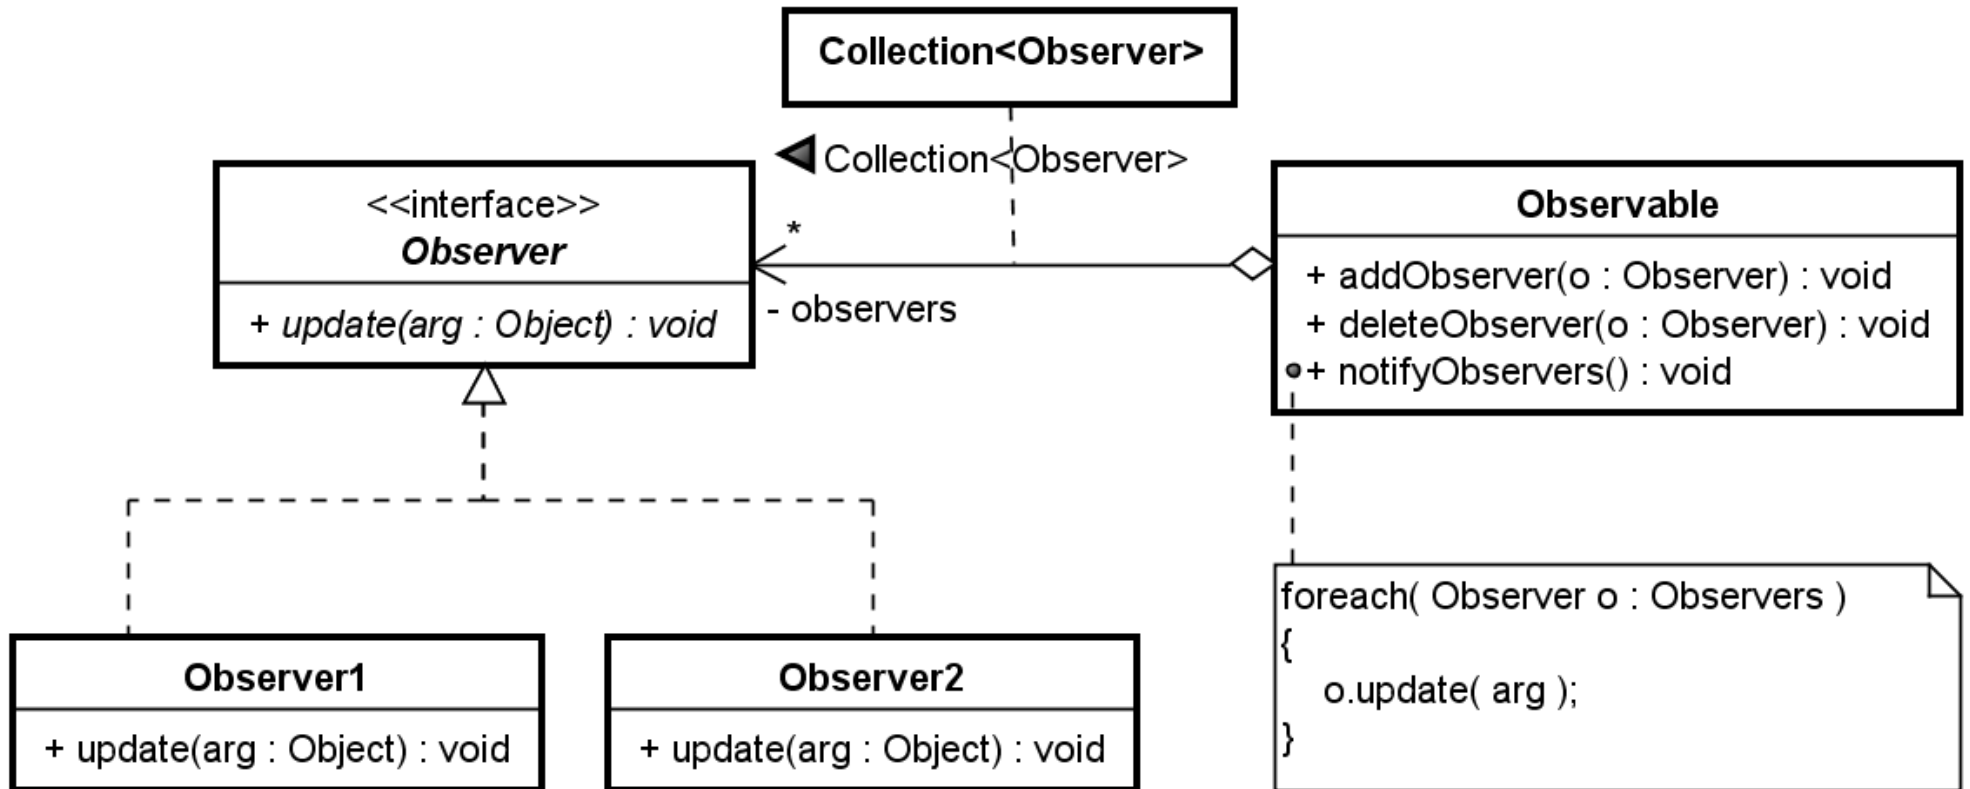 Collection<Observer>
Collection<Observer>
<<interface>>
Observer
+ update(arg : Object) : void
*
- observers
Observable
+ addObserver(o : Observer) : void
+ deleteObserver(o : Observer) : void
+ notifyObservers() : void
Observer1
+ update(arg : Object) : void
Observer2
+ update(arg : Object) : void
foreach( Observer o : Observers )
{
o.update( arg );
}